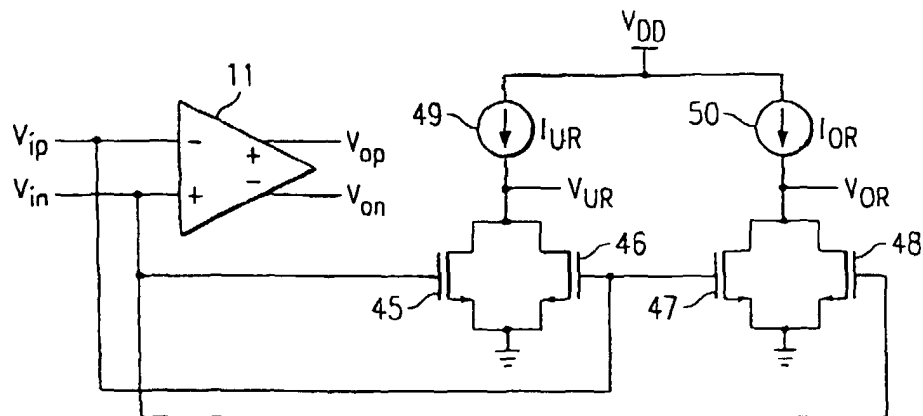 V_DD
11
49
I_UR
50
I_OR
V_ip
-
+
V_op
V_in
+
-
V_on
V_UR
V_OR
46
48
45
47